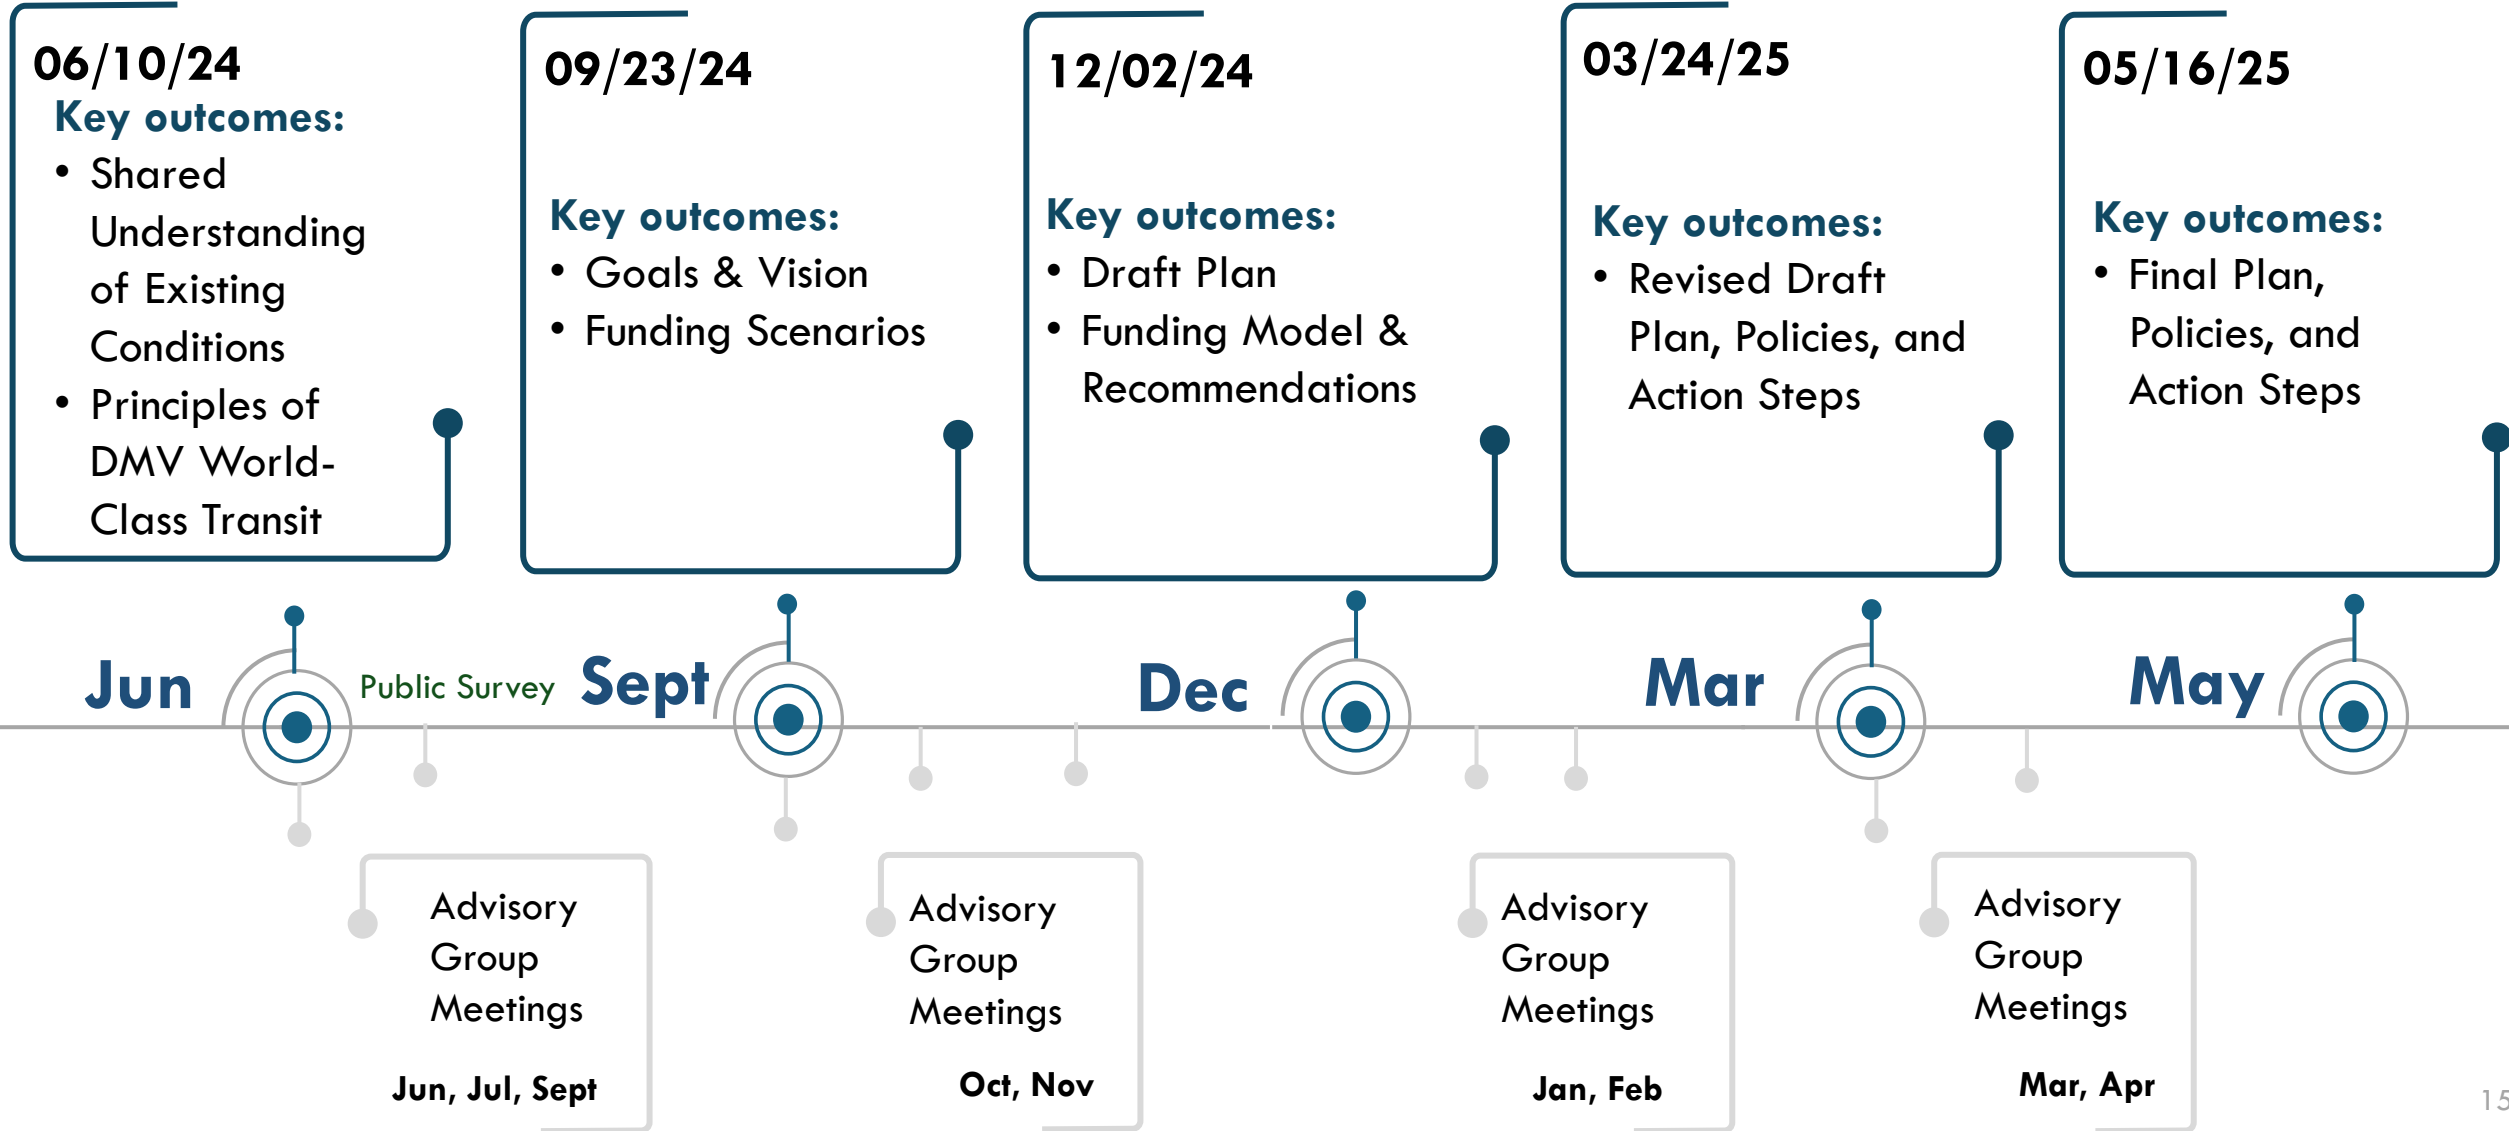 06/10/24
Key outcomes:
• Shared
Understanding
of Existing
Conditions
• Principles of
DMV World-
Class Transit
09/23/24
Key outcomes:
• Goals & Vision
• Funding Scenarios
12/02/24
Key outcomes:
• Draft Plan
• Funding Model &
Recommendations
03/24/25
Key outcomes:
• Revised Draft
Plan, Policies, and
Action Steps
05/16/25
Key outcomes:
• Final Plan,
Policies, and
Action Steps
Jun
Public Survey
Sept
Dec
Mar
May
Advisory
Group
Meetings
Jun, Jul, Sept
Advisory
Group
Meetings
Oct, Nov
Advisory
Group
Meetings
Jan, Feb
Advisory
Group
Meetings
Mar, Apr
15